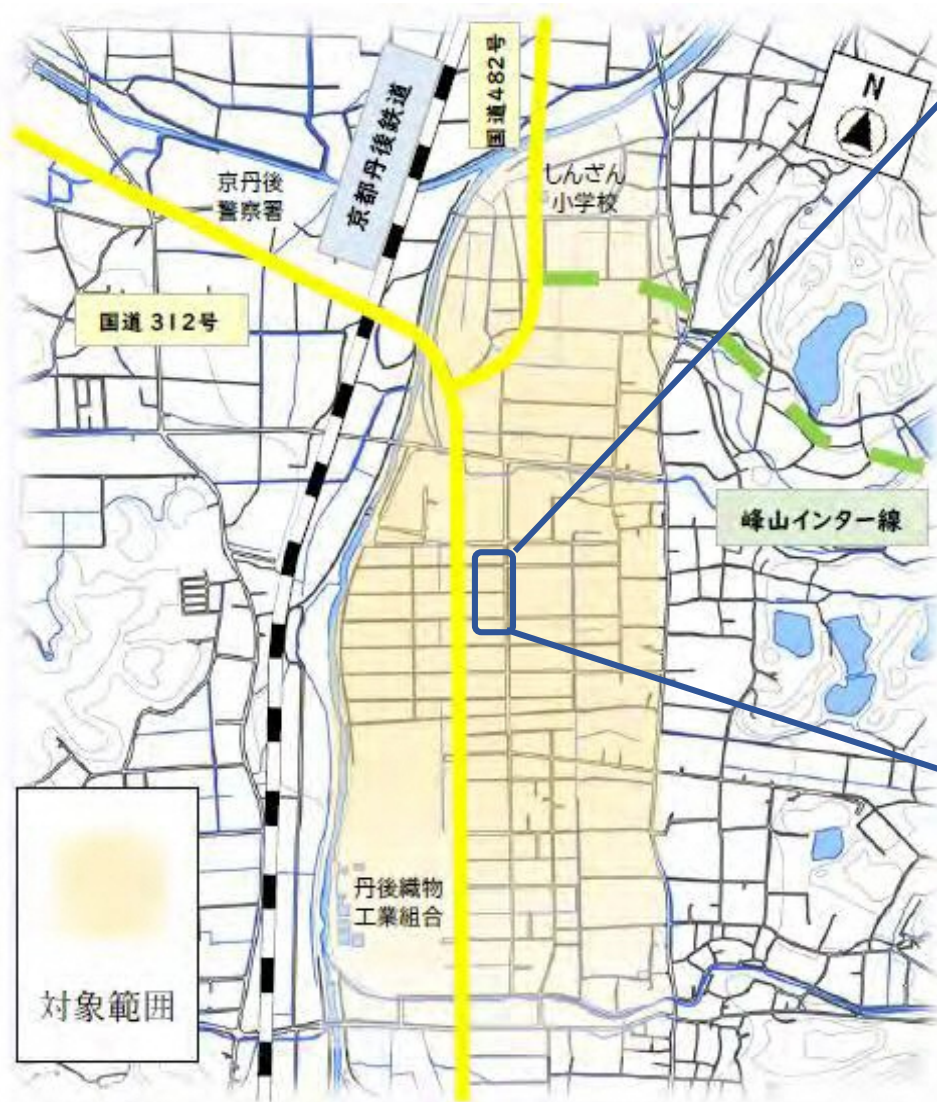 国道482号
京都丹後鉄道
N
しんざん
小学校
京丹後
警察署
国道312号
峰山インター線
丹後織物
工業組合
対象範囲